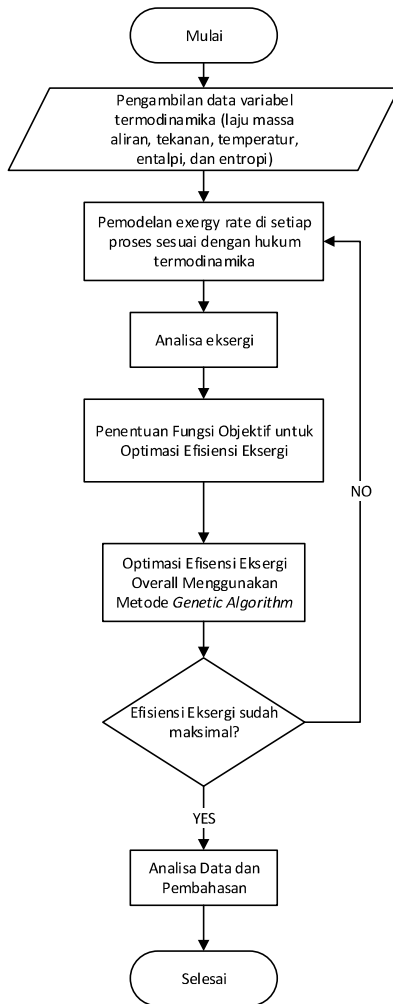 Mulai
Pengambilan data variabel
termodinamika (laju massa
aliran, tekanan, temperatur,
entalpi, dan entropi)
Pemodelan exergy rate di setiap
proses sesuai dengan hukum
termodinamika
Analisa eksergi
Penentuan Fungsi Objektif untuk
Optimasi Efisiensi Eksergi
NO
Optimasi Efisensi Eksergi
Overall Menggunakan
Metode Genetic Algorithm
Efisiensi Eksergi sudah
maksimal?
YES
Analisa Data dan
Pembahasan
Selesai